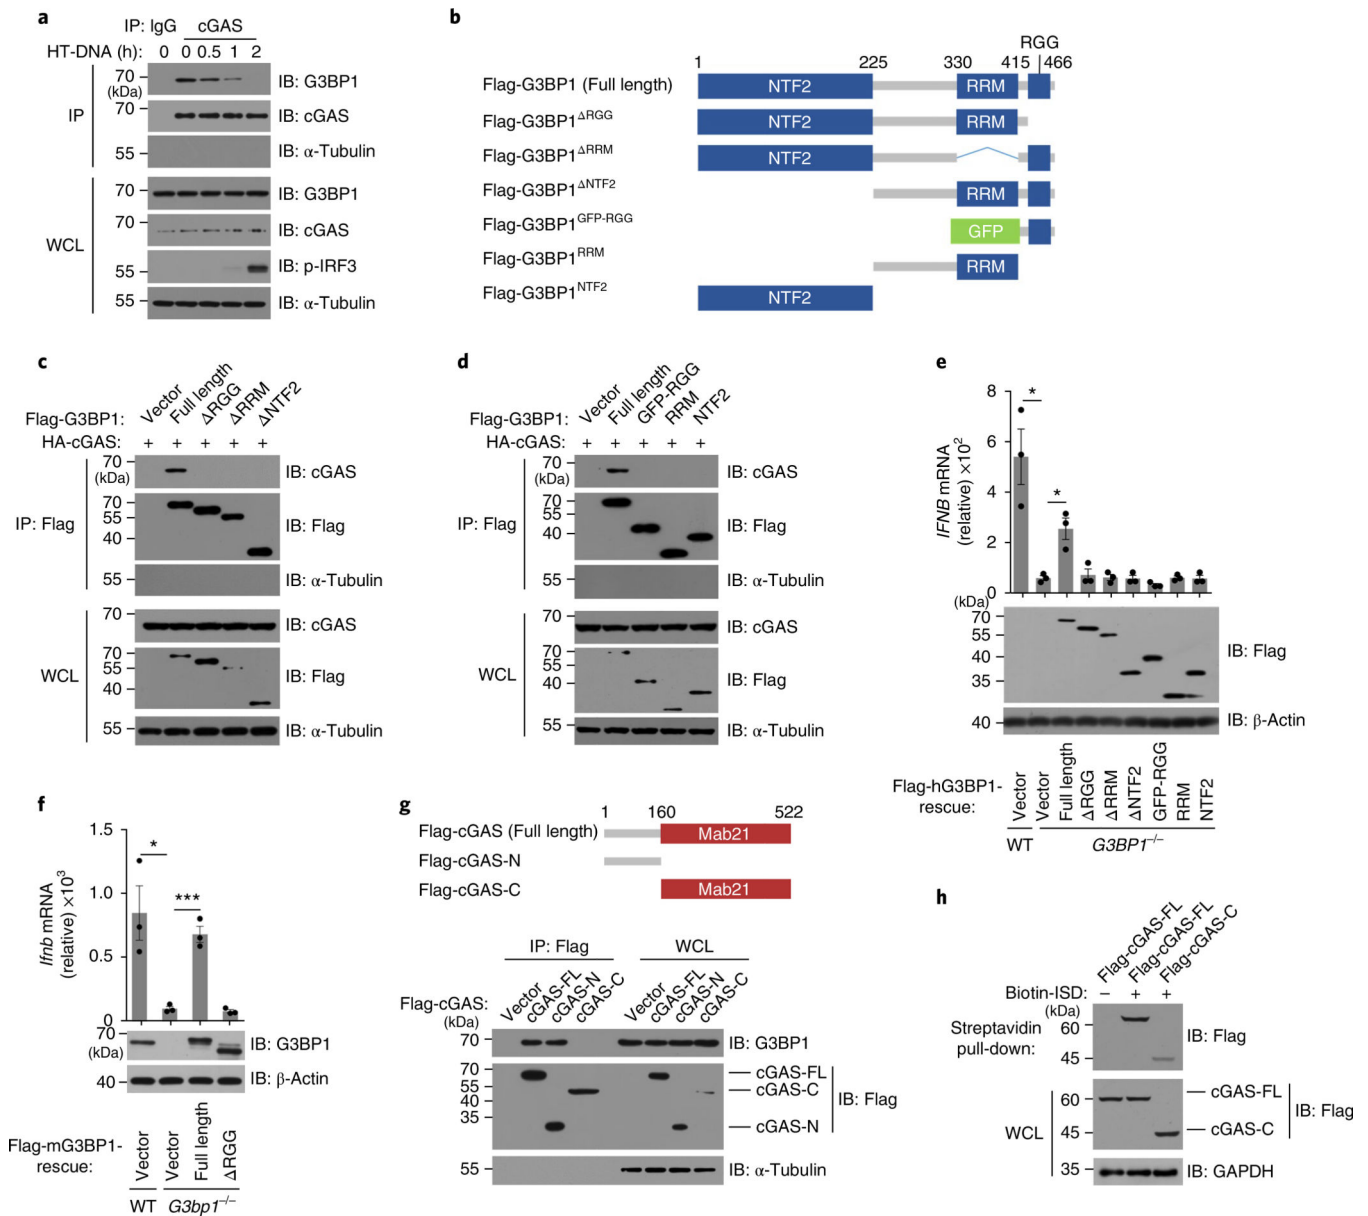 a
IP: IgG cGAS
HT-DNA (h): 0 0 0.5 1 2
70
(kDa)
IB: G3BP1
70
IB: cGAS
IP
55
IB: α-Tubulin
70
IB: G3BP1
70
IB: cGAS
WCL
55
IB: p-IRF3
55
IB: α-Tubulin
b
RGG
1 225 330 415 466
Flag-G3BP1 (Full length) NTF2 RRM
Flag-G3BP1ΔRGG NTF2 RRM
Flag-G3BP1ΔRRM NTF2
Flag-G3BP1ΔNTF2 RRM
Flag-G3BP1GFP-RGG GFP
Flag-G3BP1RRM RRM
Flag-G3BP1NTF2 NTF2
c
Flag-G3BP1: Vector Full length ΔRGG ΔRRM ΔNTF2
HA-cGAS: + + + + +
70
(kDa)
IB: cGAS
IP: Flag
70
55
40
IB: Flag
55
IB: α-Tubulin
70
IB: cGAS
WCL
70
55
40
IB: Flag
55
IB: α-Tubulin
d
Flag-G3BP1: Vector Full length GFP-RGG RRM NTF2
HA-cGAS: + + + + +
70
(kDa)
IB: cGAS
IP: Flag
70
55
40
IB: Flag
55
IB: α-Tubulin
70
IB: cGAS
WCL
70
55
40
IB: Flag
55
IB: α-Tubulin
e
IFNB mRNA
(relative) ×10²
8
6
4
2
0
* *
(kDa)
70
55
40
35
IB: Flag
40
IB: β-Actin
Flag-hG3BP1-
rescue:
Vector Vector Full length ΔRGG ΔRRM ΔNTF2 GFP-RGG RRM NTF2
WT G3BP1–/–
f
Ifnb mRNA
(relative) ×10³
1.5
1.0
0.5
0
* ***
70
(kDa)
IB: G3BP1
40
IB: β-Actin
Flag-mG3BP1-
rescue:
Vector Vector Full length ΔRGG
WT G3bp1–/–
g
1 160 522
Flag-cGAS (Full length) Mab21
Flag-cGAS-N
Flag-cGAS-C Mab21
IP: Flag WCL
Flag-cGAS: Vector cGAS-FL cGAS-N cGAS-C Vector cGAS-FL cGAS-N cGAS-C
(kDa)
70
IB: G3BP1
70
55
40
35
cGAS-FL
cGAS-C
cGAS-N
IB: Flag
55
IB: α-Tubulin
h
Flag-cGAS-FL Flag-cGAS-FL Flag-cGAS-C
Biotin-ISD: – + +
(kDa)
60
45
Streptavidin
pull-down:
IB: Flag
60
45
cGAS-FL
cGAS-C
IB: Flag
WCL
35
IB: GAPDH